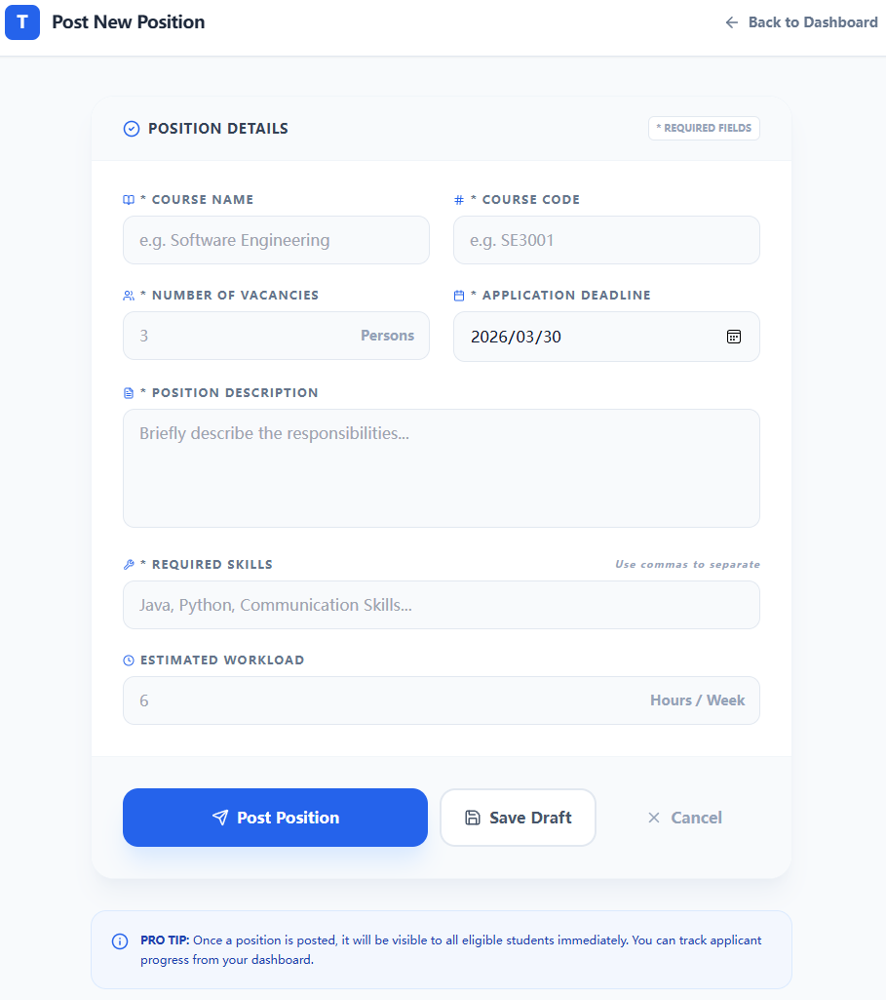 T Post New Position
Back to Dashboard
POSITION DETAILS
* REQUIRED FIELDS
* COURSE NAME
* COURSE CODE
e.g. Software Engineering
e.g. SE3001
* NUMBER OF VACANCIES
* APPLICATION DEADLINE
3 Persons
2026/03/30
* POSITION DESCRIPTION
Briefly describe the responsibilities...
* REQUIRED SKILLS
Use commas to separate
Java, Python, Communication Skills...
ESTIMATED WORKLOAD
6 Hours / Week
Post Position
Save Draft
Cancel
PRO TIP: Once a position is posted, it will be visible to all eligible students immediately. You can track applicant
progress from your dashboard.